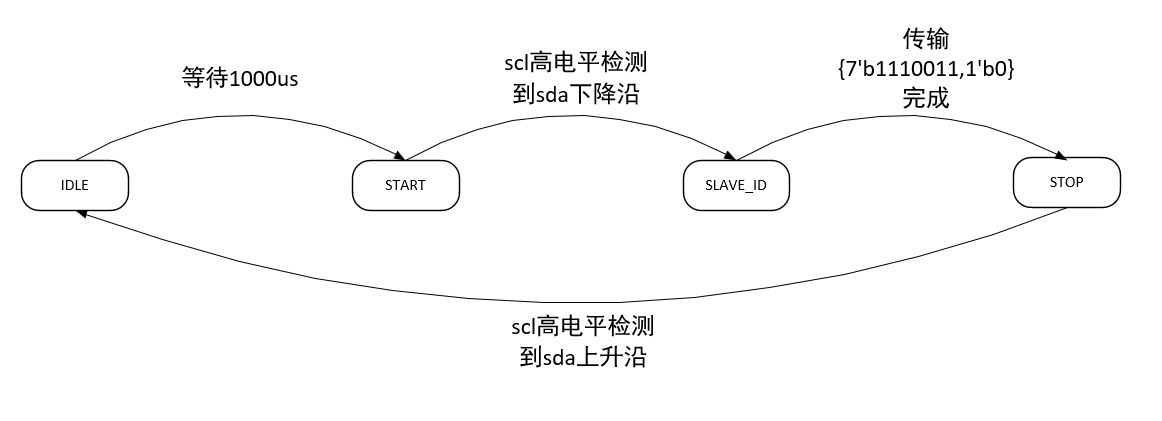 等待1000us
scl高电平检测
到sda下降沿
传输
{7'b1110011,1'b0}
完成
IDLE
START
SLAVE_ID
STOP
scl高电平检测
到sda上升沿